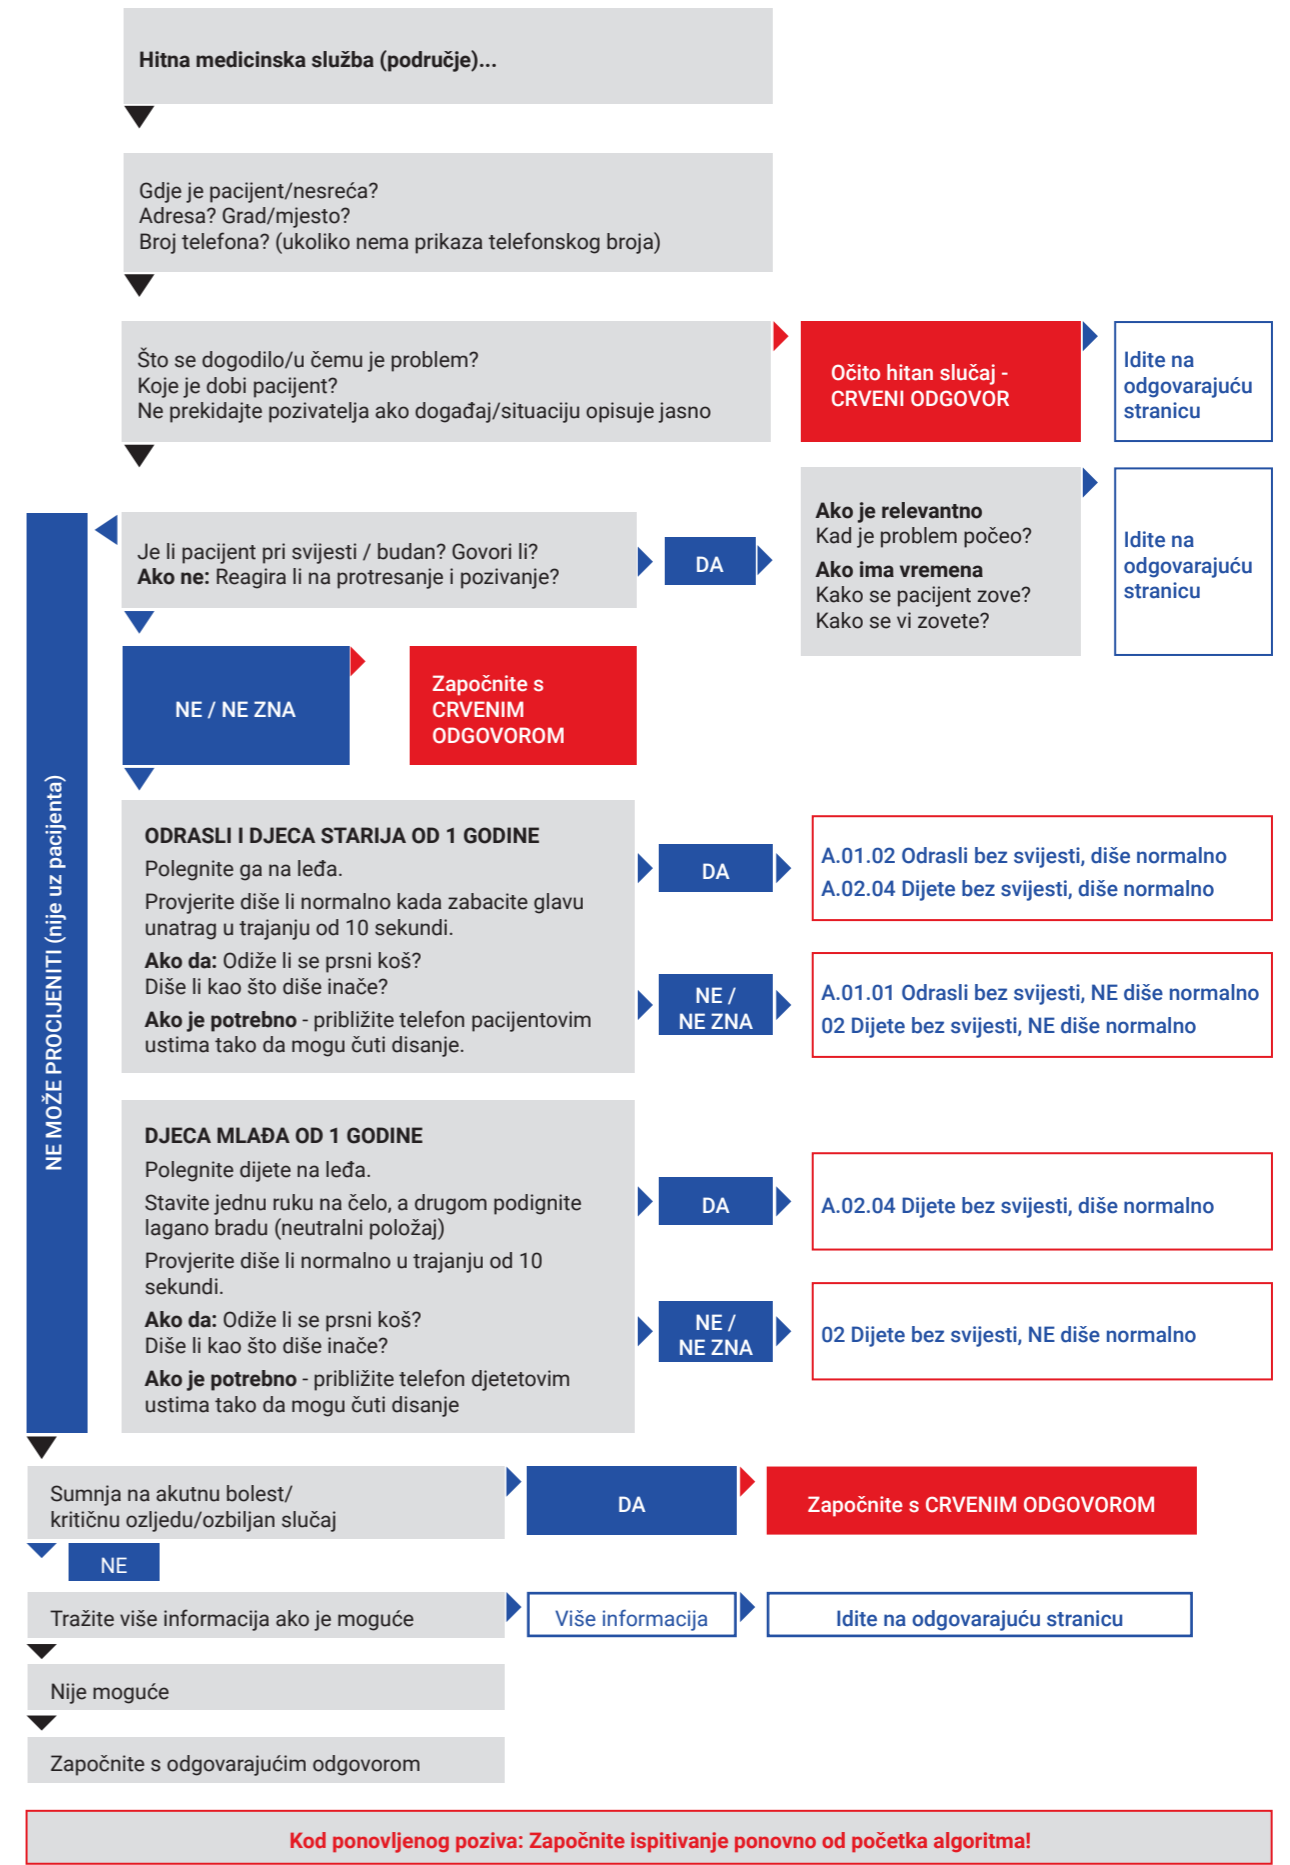 Hitna medicinska služba (područje)...
Gdje je pacijent/nesreća?
Adresa? Grad/mjesto?
Broj telefona? (ukoliko nema prikaza telefonskog broja)
Što se dogodilo/u čemu je problem?
Koje je dobi pacijent?
Ne prekidajte pozivatelja ako događaj/situaciju opisuje jasno
Očito hitan slučaj -
CRVENI ODGOVOR
Idite na
odgovarajuću
stranicu
Je li pacijent pri svijesti / budan? Govori li?
Ako ne: Reagira li na protresanje i pozivanje?
DA
Ako je relevantno
Kad je problem počeo?
Ako ima vremena
Kako se pacijent zove?
Kako se vi zovete?
Idite na
odgovarajuću
stranicu
NE / NE ZNA
Započnite s
CRVENIM
ODGOVOROM
NE MOŽE PROCIJENITI (nije uz pacijenta)
ODRASLI I DJECA STARIJA OD 1 GODINE
Polegnite ga na leđa.
Provjerite diše li normalno kada zabacite glavu
unatrag u trajanju od 10 sekundi.
Ako da: Odiže li se prsni koš?
Diše li kao što diše inače?
Ako je potrebno - približite telefon pacijentovim
ustima tako da mogu čuti disanje.
DA
A.01.02 Odrasli bez svijesti, diše normalno
A.02.04 Dijete bez svijesti, diše normalno
NE /
NE ZNA
A.01.01 Odrasli bez svijesti, NE diše normalno
02 Dijete bez svijesti, NE diše normalno
DJECA MLAĐA OD 1 GODINE
Polegnite dijete na leđa.
Stavite jednu ruku na čelo, a drugom podignite
lagano bradu (neutralni položaj)
Provjerite diše li normalno u trajanju od 10
sekundi.
Ako da: Odiže li se prsni koš?
Diše li kao što diše inače?
Ako je potrebno - približite telefon djetetovim
ustima tako da mogu čuti disanje
DA
A.02.04 Dijete bez svijesti, diše normalno
NE /
NE ZNA
02 Dijete bez svijesti, NE diše normalno
Sumnja na akutnu bolest/
kritičnu ozljedu/ozbiljan slučaj
DA
Započnite s CRVENIM ODGOVOROM
NE
Tražite više informacija ako je moguće
Više informacija
Idite na odgovarajuću stranicu
Nije moguće
Započnite s odgovarajućim odgovorom
Kod ponovljenog poziva: Započnite ispitivanje ponovno od početka algoritma!